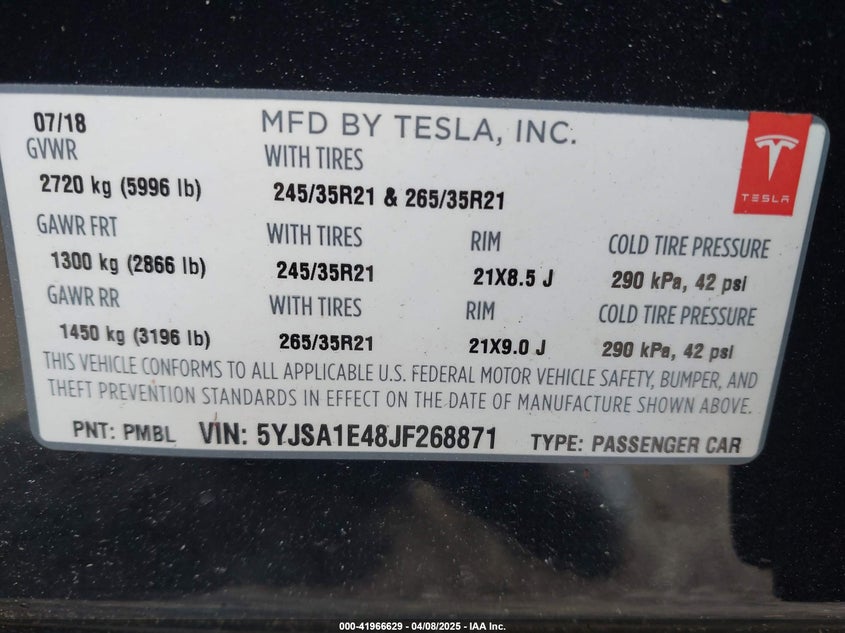 07/18 MFD BY TESLA, INC.
GVWR WITH TIRES
2720 kg (5996 lb) 245/35R21 & 265/35R21
TESLA
GAWR FRT WITH TIRES RIM COLD TIRE PRESSURE
1300 kg (2866 lb) 245/35R21 21X8.5 J 290 kPa, 42 psi
GAWR RR WITH TIRES RIM COLD TIRE PRESSURE
1450 kg (3196 lb) 265/35R21 21X9.0 J 290 kPa, 42 psi
THIS VEHICLE CONFORMS TO ALL APPLICABLE U.S. FEDERAL MOTOR VEHICLE SAFETY, BUMPER, AND
THEFT PREVENTION STANDARDS IN EFFECT ON THE DATE OF MANUFACTURE SHOWN ABOVE.
PNT: PMBL VIN: 5YJSA1E48JF268871 TYPE: PASSENGER CAR
000-41966629 - 04/08/2025 - IAA Inc.